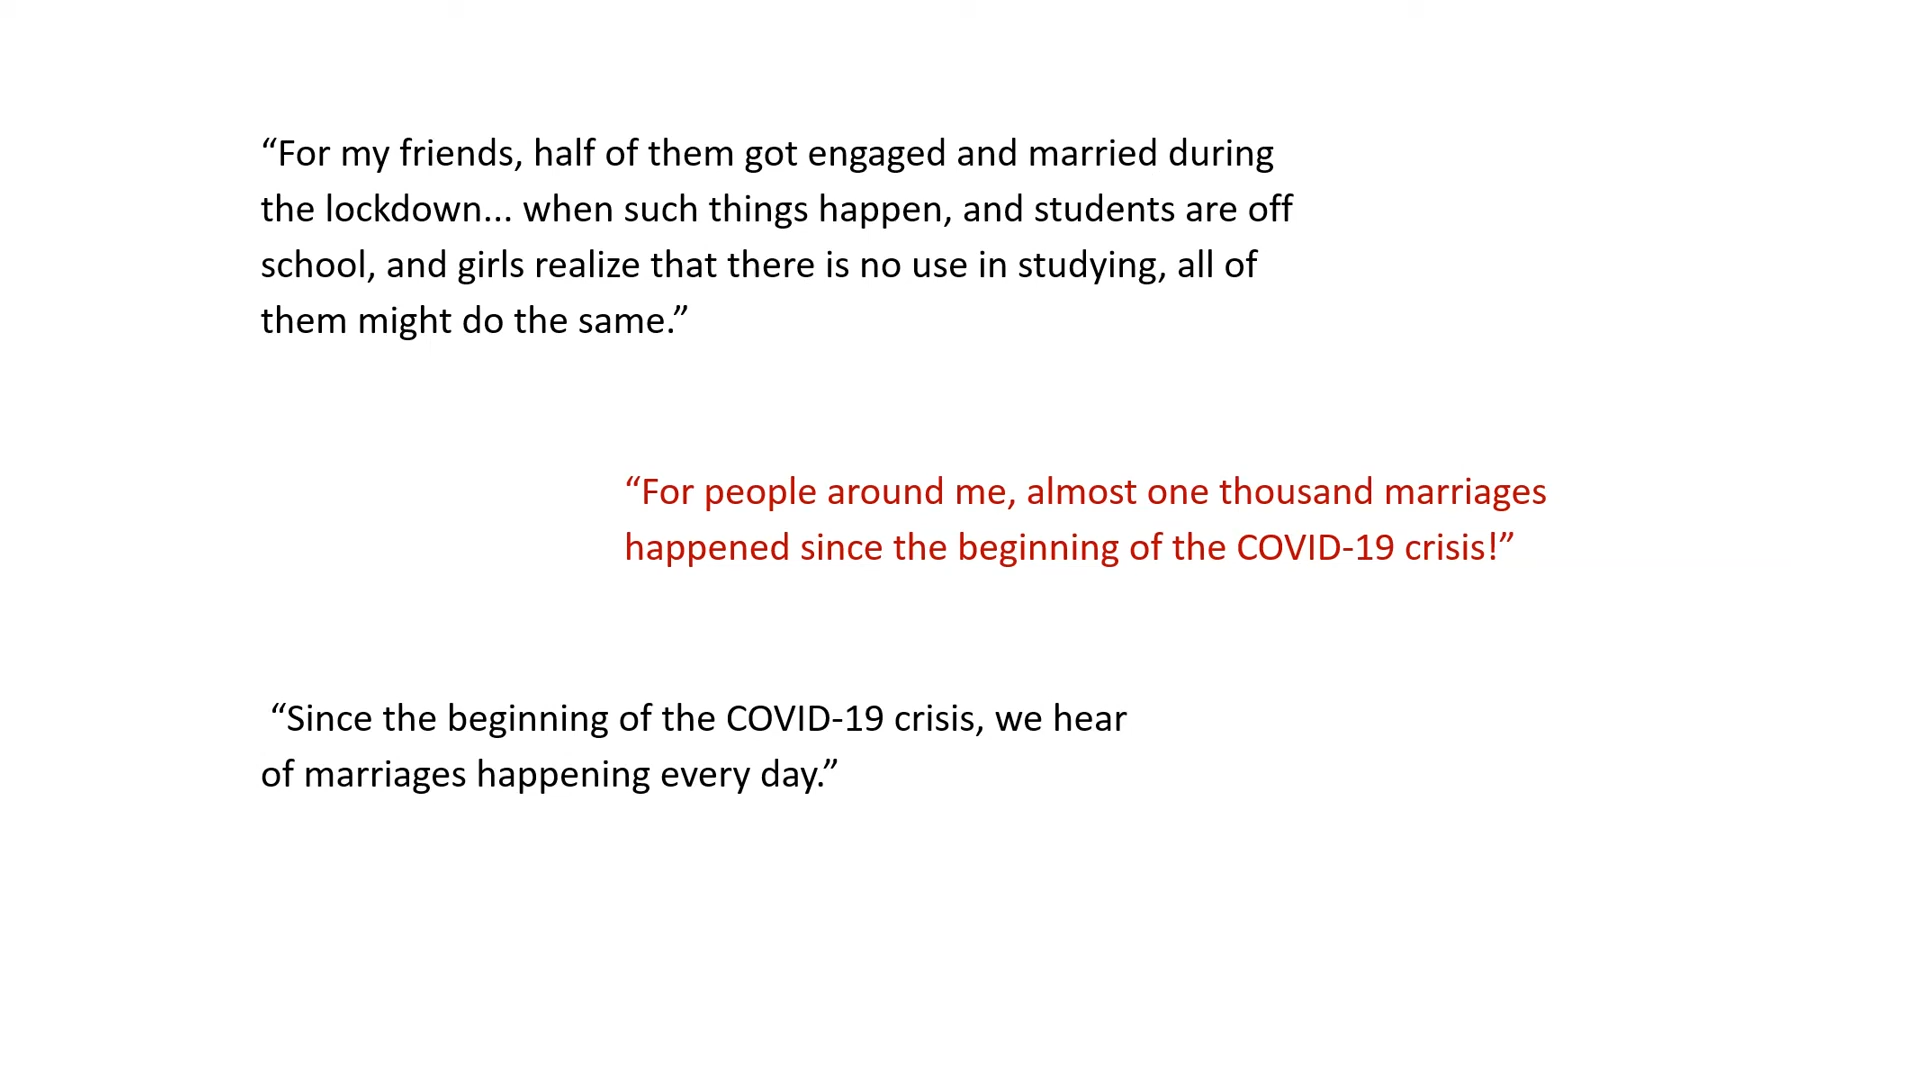 “For my friends, half of them got engaged and married during
the lockdown... when such things happen, and students are off
school, and girls realize that there is no use in studying, all of
them might do the same.”
“For people around me, almost one thousand marriages
happened since the beginning of the COVID-19 crisis!”
“Since the beginning of the COVID-19 crisis, we hear
of marriages happening every day.”